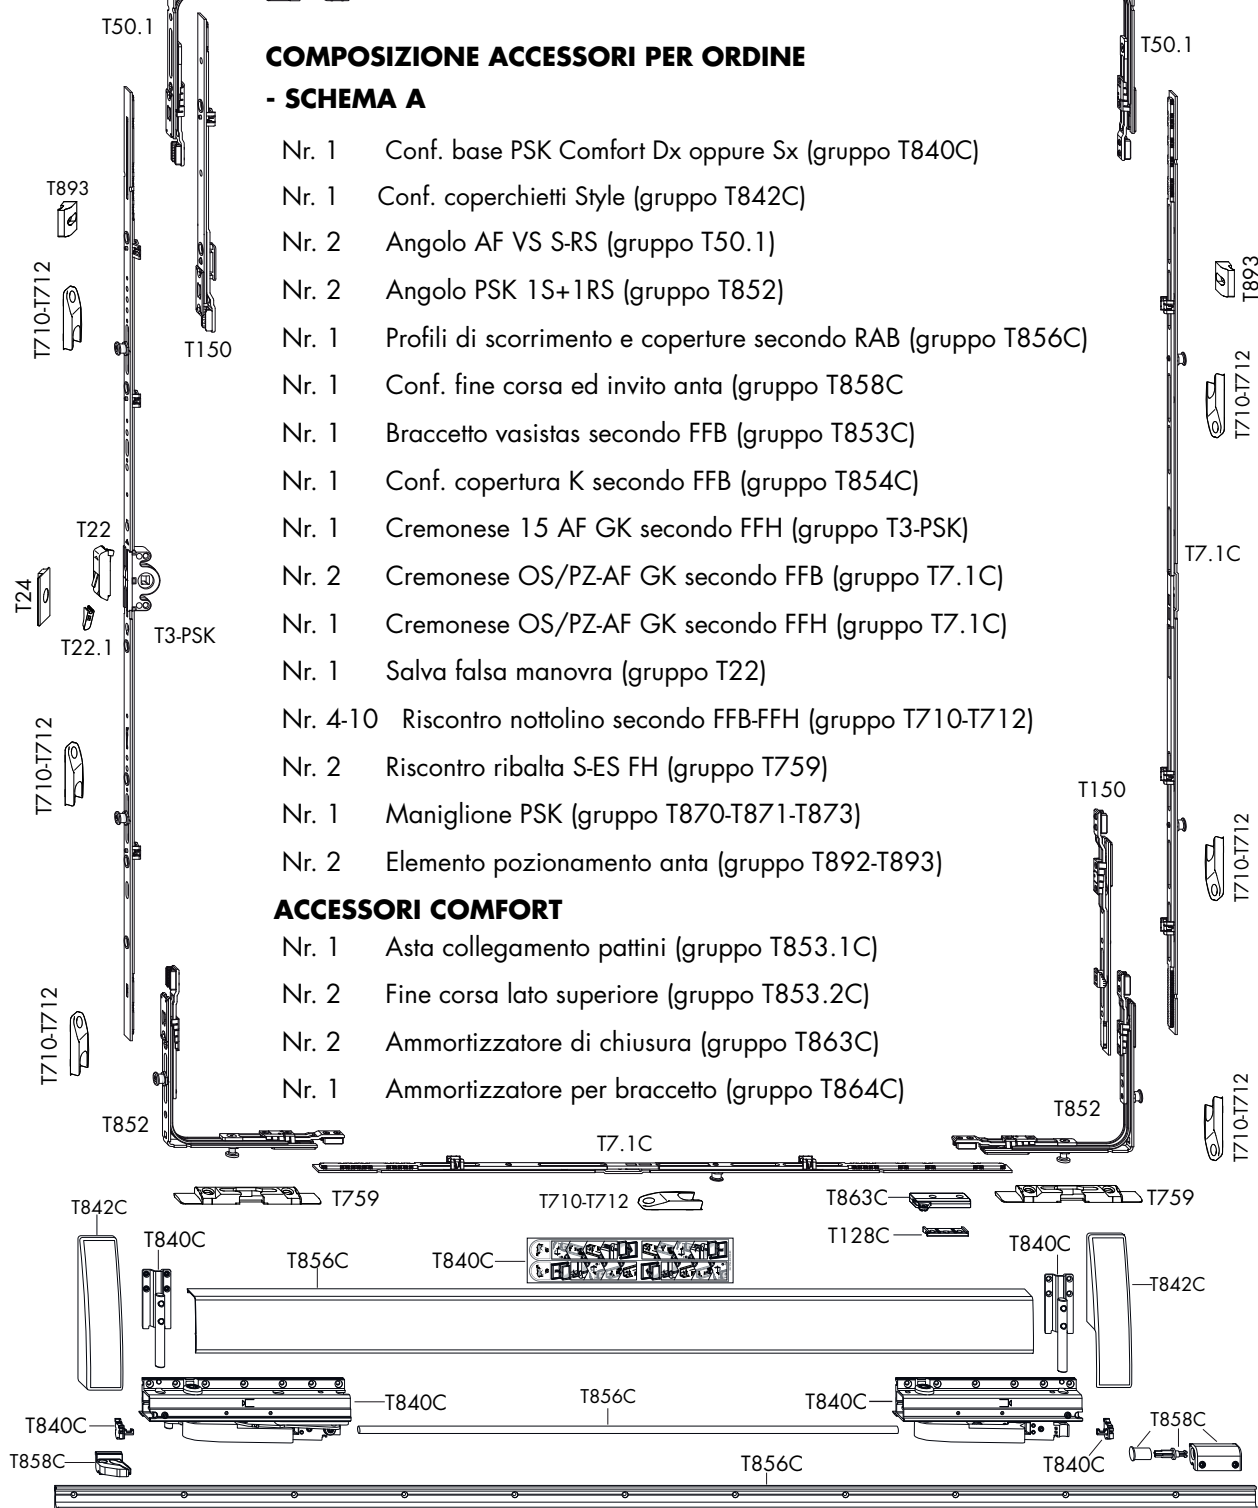 T50.1
T50.1
COMPOSIZIONE ACCESSORI PER ORDINE
- SCHEMA A
Nr. 1 Conf. base PSK Comfort Dx oppure Sx (gruppo T840C)
Nr. 1 Conf. coperchietti Style (gruppo T842C)
Nr. 2 Angolo AF VS S-RS (gruppo T50.1)
Nr. 2 Angolo PSK 1S+1RS (gruppo T852)
Nr. 1 Profili di scorrimento e coperture secondo RAB (gruppo T856C)
Nr. 1 Conf. fine corsa ed invito anta (gruppo T858C
Nr. 1 Braccetto vasistas secondo FFB (gruppo T853C)
Nr. 1 Conf. copertura K secondo FFB (gruppo T854C)
Nr. 1 Cremonese 15 AF GK secondo FFH (gruppo T3-PSK)
Nr. 2 Cremonese OS/PZ-AF GK secondo FFB (gruppo T7.1C)
Nr. 1 Cremonese OS/PZ-AF GK secondo FFH (gruppo T7.1C)
Nr. 1 Salva falsa manovra (gruppo T22)
Nr. 4-10 Riscontro nottolino secondo FFB-FFH (gruppo T710-T712)
Nr. 2 Riscontro ribalta S-ES FH (gruppo T759)
Nr. 1 Maniglione PSK (gruppo T870-T871-T873)
Nr. 2 Elemento pozionamento anta (gruppo T892-T893)
ACCESSORI COMFORT
Nr. 1 Asta collegamento pattini (gruppo T853.1C)
Nr. 2 Fine corsa lato superiore (gruppo T853.2C)
Nr. 2 Ammortizzatore di chiusura (gruppo T863C)
Nr. 1 Ammortizzatore per braccetto (gruppo T864C)
T893
T710-T712
T150
T22
T24
T22.1
T3-PSK
T710-T712
T710-T712
T852
T893
T710-T712
T7.1C
T150
T710-T712
T852
T710-T712
T7.1C
T759
T710-T712
T863C
T759
T128C
T842C
T840C
T856C
T840C
T840C
T842C
T840C
T856C
T840C
T840C
T858C
T858C
T840C
T856C